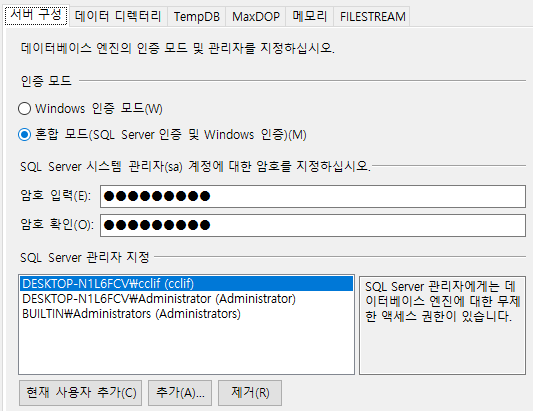 서버 구성 데이터 디렉터리 TempDB MaxDOP 메모리 FILESTREAM
데이터베이스 엔진의 인증 모드 및 관리자를 지정하십시오.
인증 모드
Windows 인증 모드(W)
혼합 모드(SQL Server 인증 및 Windows 인증)(M)
SQL Server 시스템 관리자(sa) 계정에 대한 암호를 지정하십시오.
암호 입력(E): ●●●●●●●●●
암호 확인(O): ●●●●●●●●●
SQL Server 관리자 지정
DESKTOP-N1L6FCV₩cclif (cclif)
DESKTOP-N1L6FCV₩Administrator (Administrator)
BUILTIN₩Administrators (Administrators)
SQL Server 관리자에게는 데
이터베이스 엔진에 대한 무제
한 액세스 권한이 있습니다.
현재 사용자 추가(C) 추가(A)... 제거(R)